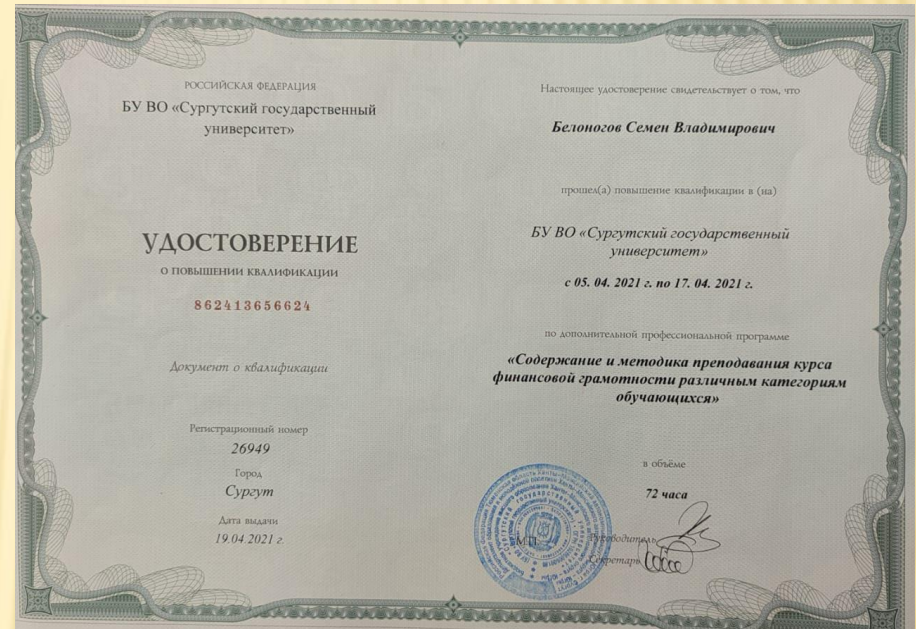 РОССИЙСКАЯ ФЕДЕРАЦИЯ
БУ ВО «Сургутский государственный
университет»
УДОСТОВЕРЕНИЕ
О ПОВЫШЕНИИ КВАЛИФИКАЦИИ
862413656624
Документ о квалификации
Регистрационный номер
26949
Город
Сургут
Дата выдачи
19.04.2021 г.
Настоящее удостоверение свидетельствует о том, что
Белоногов Семен Владимирович
прошел(а) повышение квалификации в (на)
БУ ВО «Сургутский государственный
университет»
с 05. 04. 2021 г. по 17. 04. 2021 г.
по дополнительной профессиональной программе
«Содержание и методика преподавания курса
финансовой грамотности различным категориям
обучающихся»
в объёме
72 часа
М.П.
Руководитель
Секретарь